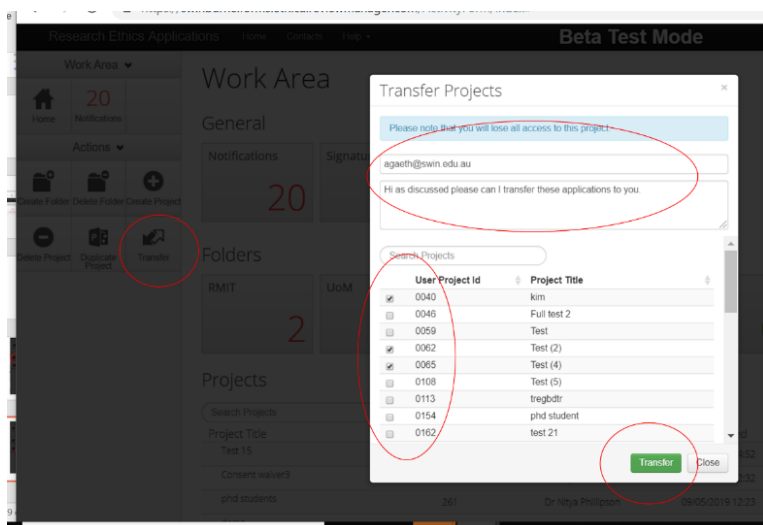 Research Ethics Applications Home Contacts Help
Beta Test Mode
Work Area
Home
20
Notifications
Actions
Create Folder Delete Folder Create Project
Delete Project
Duplicate Project
Transfer
Work Area
General
Notifications
20
Signatu
Folders
RMIT
2
UoM
Projects
Search Projects
Project Title
Test 15
Consent waiver3
phd students
261
Dr Nitya Phillipson
09/05/2019 12:23
Transfer Projects
×
Please note that you will lose all access to this project
agaeth@swin.edu.au
Hi as discussed please can I transfer these applications to you.
Search Projects
User Project Id Project Title
0040 kim
0046 Full test 2
0059 Test
0062 Test (2)
0065 Test (4)
0108 Test (5)
0113 tregbdtr
0154 phd student
0162 test 21
Transfer Close